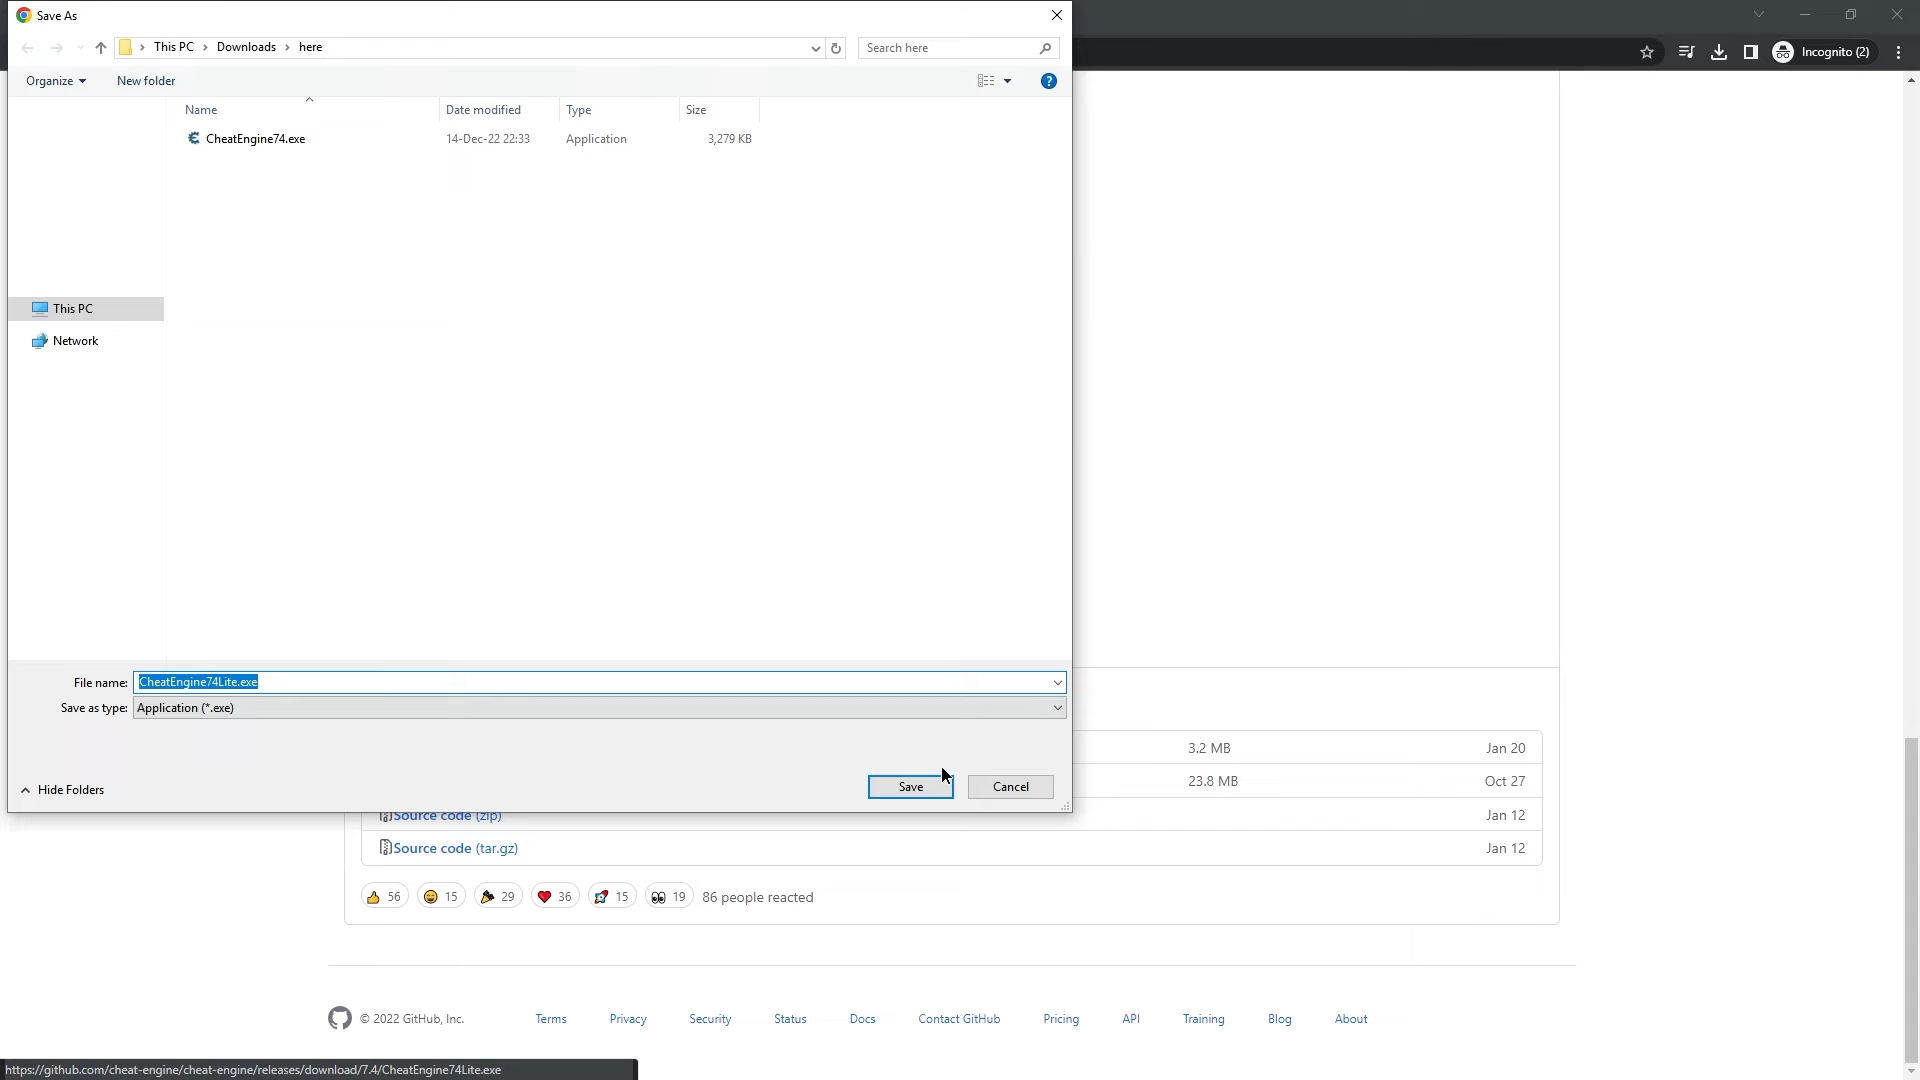 Save As
This PC
Downloads
here
Search here
Incognito (2)
Organize
New folder
Name
Date modified
Type
Size
CheatEngine74.exe
14-Dec-22 22:33
Application
3,279 KB
This PC
Network
File name:
CheatEngine74Lite.exe
Save as type:
Application (*.exe)
Hide Folders
Save
Cancel
3.2 MB
Jan 20
23.8 MB
Oct 27
Source code (zip)
Jan 12
Source code (tar.gz)
Jan 12
56
15
29
36
15
19
86 people reacted
© 2022 GitHub, Inc.
Terms
Privacy
Security
Status
Docs
Contact GitHub
Pricing
API
Training
Blog
About
https://github.com/cheat-engine/cheat-engine/releases/download/7.4/CheatEngine74Lite.exe